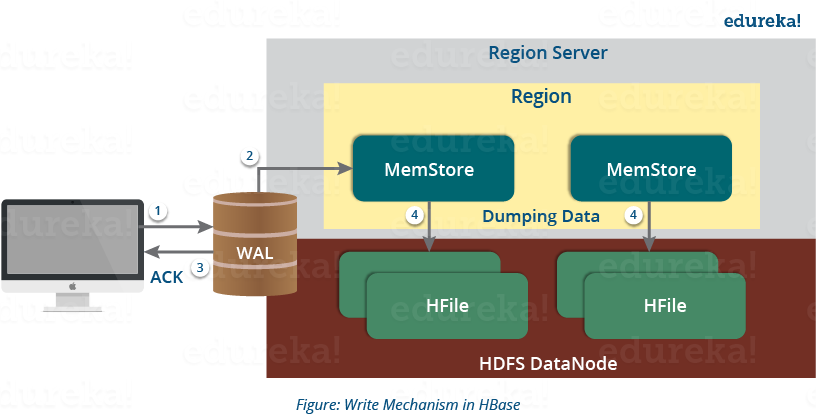 edureka!
Region Server
Region
2
MemStore
MemStore
1
4
Dumping Data
4
WAL
3
ACK
HFile
HFile
HDFS DataNode
Figure: Write Mechanism in HBase